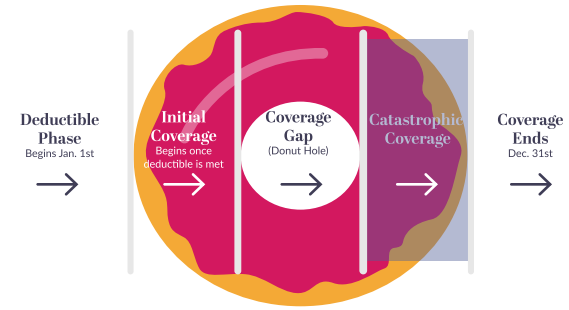 Deductible
Phase
Begins Jan. 1st
Initial
Coverage
Begins once
deductible is met
Coverage
Gap
(Donut Hole)
Catastrophic
Coverage
Coverage
Ends
Dec. 31st